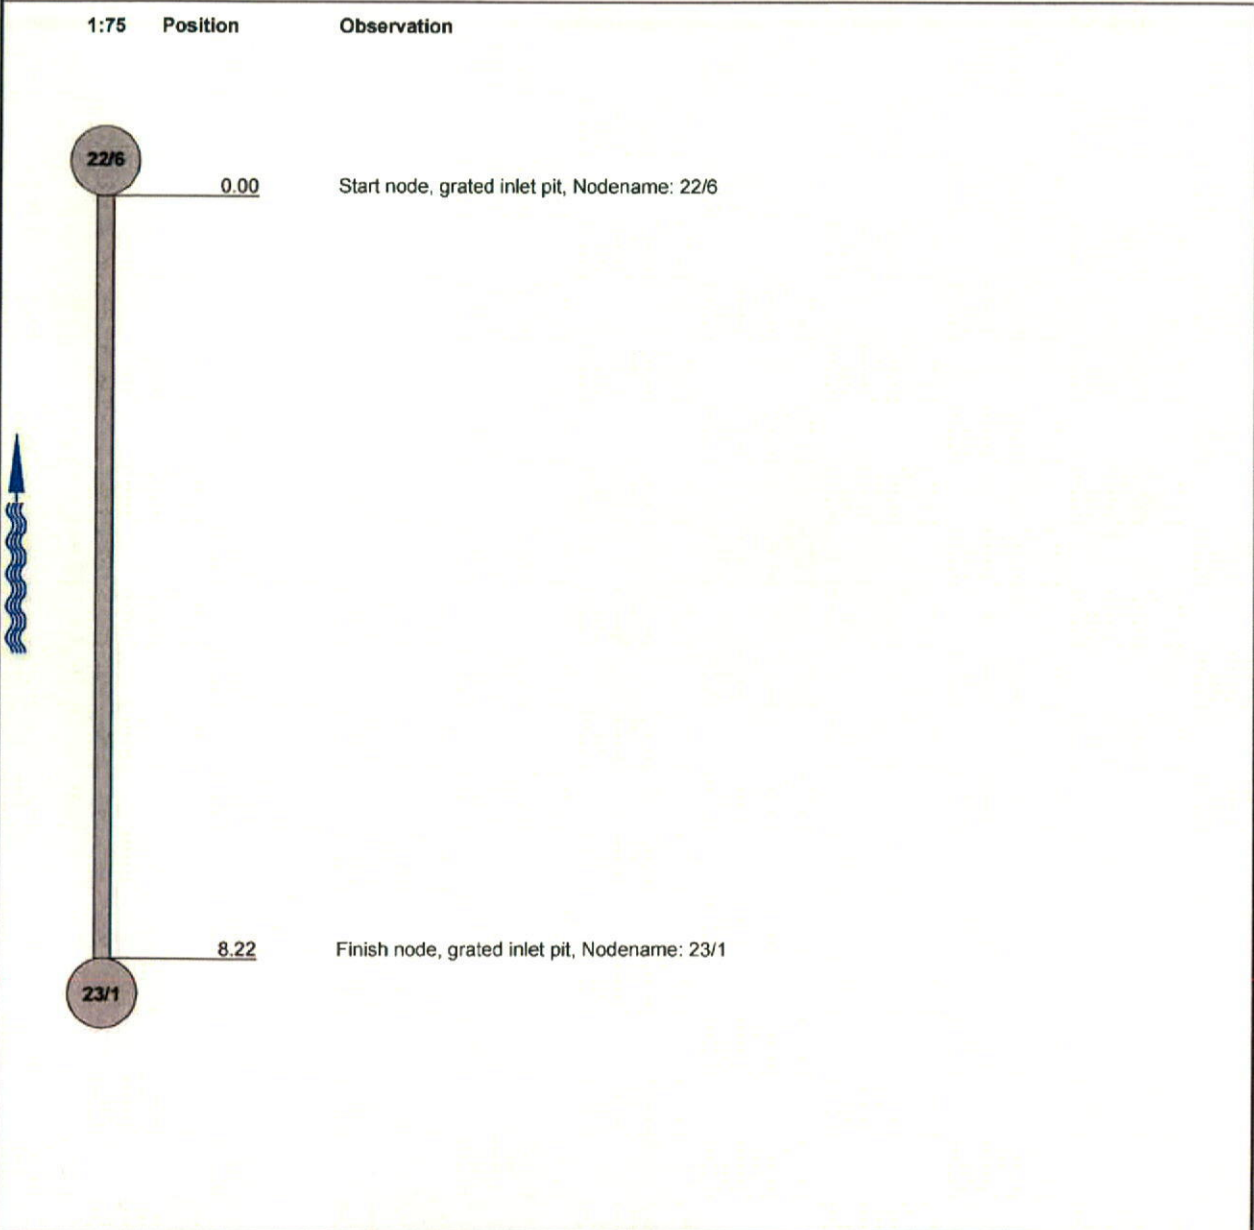 1:75 Position Observation
22/6
0.00 Start node, grated inlet pit, Nodename: 22/6
8.22 Finish node, grated inlet pit, Nodename: 23/1
23/1